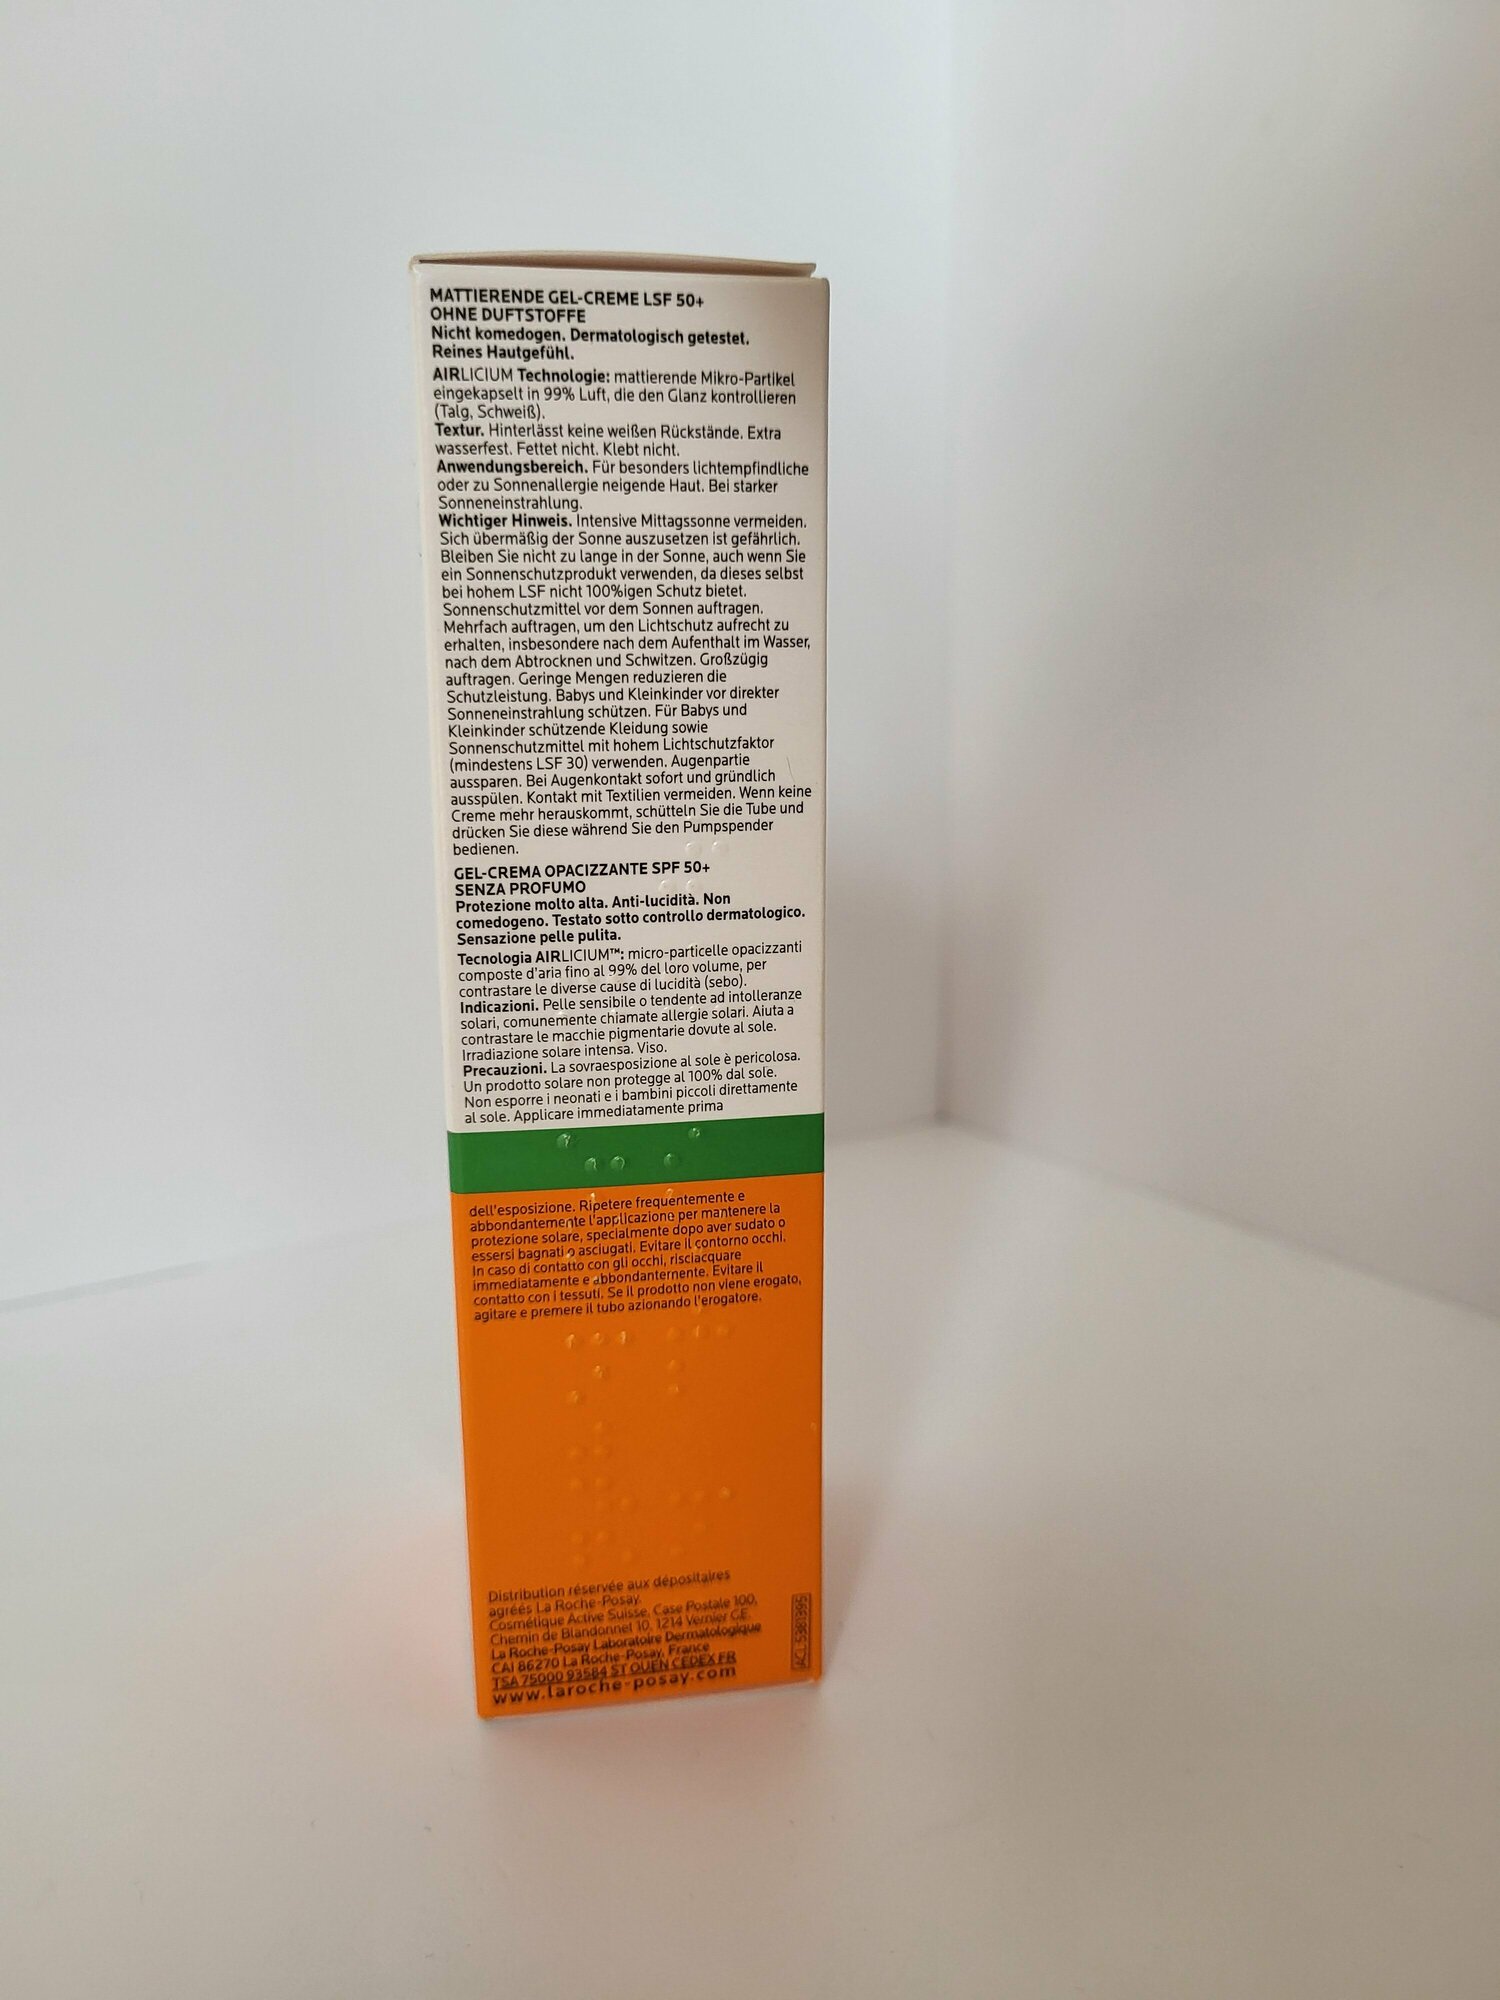 MATTIERENDE GEL-CREME LSF 50+
OHNE DUFTSTOFFE
Nicht komedogen. Dermatologisch getestet.
Reines Hautgefühl.
AIRLICIUM Technologie: mattierende Mikro-Partikel
eingekapselt in 99% Luft, die den Glanz kontrollieren
(Talg, Schweiß).
Textur. Hinterlässt keine weißen Rückstände. Extra
wasserfest. Fettet nicht. Klebt nicht.
Anwendungsbereich. Für besonders lichtempfindliche
oder zu Sonnenallergie neigende Haut. Bei starker
Sonneneinstrahlung.
Wichtiger Hinweis. Intensive Mittagssonne vermeiden.
Sich übermäßig der Sonne auszusetzen ist gefährlich.
Bleiben Sie nicht zu lange in der Sonne, auch wenn Sie
ein Sonnenschutzprodukt verwenden, da dieses selbst
bei hohem LSF nicht 100%igen Schutz bietet.
Sonnenschutzmittel vor dem Sonnen auftragen.
Mehrfach auftragen, um den Lichtschutz aufrecht zu
erhalten, insbesondere nach dem Aufenthalt im Wasser,
nach dem Abtrocknen und Schwitzen. Großzügig
auftragen. Geringe Mengen reduzieren die
Schutzleistung. Babys und Kleinkinder vor direkter
Sonneneinstrahlung schützen. Für Babys und
Kleinkinder schützende Kleidung sowie
Sonnenschutzmittel mit hohem Lichtschutzfaktor
(mindestens LSF 30) verwenden. Augenpartie
aussparen. Bei Augenkontakt sofort und gründlich
ausspülen. Kontakt mit Textilien vermeiden. Wenn keine
Creme mehr herauskommt, schütteln Sie die Tube und
drücken Sie diese während Sie den Pumpspender
bedienen.
GEL-CREMA OPACIZZANTE SPF 50+
SENZA PROFUMO
Protezione molto alta. Anti-lucidità. Non
comedogeno. Testato sotto controllo dermatologico.
Sensazione pelle pulita.
Tecnologia AIRLICIUM™: micro-particelle opacizzanti
composte d'aria fino al 99% del loro volume, per
contrastare le diverse cause di lucidità (sebo).
Indicazioni. Pelle sensibile o tendente ad intolleranze
solari, comunemente chiamate allergie solari. Aiuta a
contrastare le macchie pigmentarie dovute al sole.
Irradiazione solare intensa. Viso.
Precauzioni. La sovraesposizione al sole è pericolosa.
Un prodotto solare non protegge al 100% dal sole.
Non esporre i neonati e i bambini piccoli direttamente
al sole. Applicare immediatamente prima
dell'esposizione. Ripetere frequentemente e
abbondantemente l'applicazione per mantenere la
protezione solare, specialmente dopo aver sudato o
essersi bagnati o asciugati. Evitare il contorno occhi.
In caso di contatto con gli occhi, risciacquare
immediatamente e abbondanternente. Evitare il
contatto con i tessuti. Se il prodotto non viene erogato,
agitare e premere il tubo azionando l'erogatore.
Distribution réservée aux dépositaires
agréés La Roche-Posay.
Cosmétique Active Suisse, Case Postale 100,
Chemin de Blandonnet 10, 1214 Vernier GE.
La Roche-Posay Laboratoire Dermatologique
CAI 86270 La Roche-Posay, France
TSA 75000 93584 ST OUEN CEDEX FR
www.laroche-posay.com
ACL 5381395